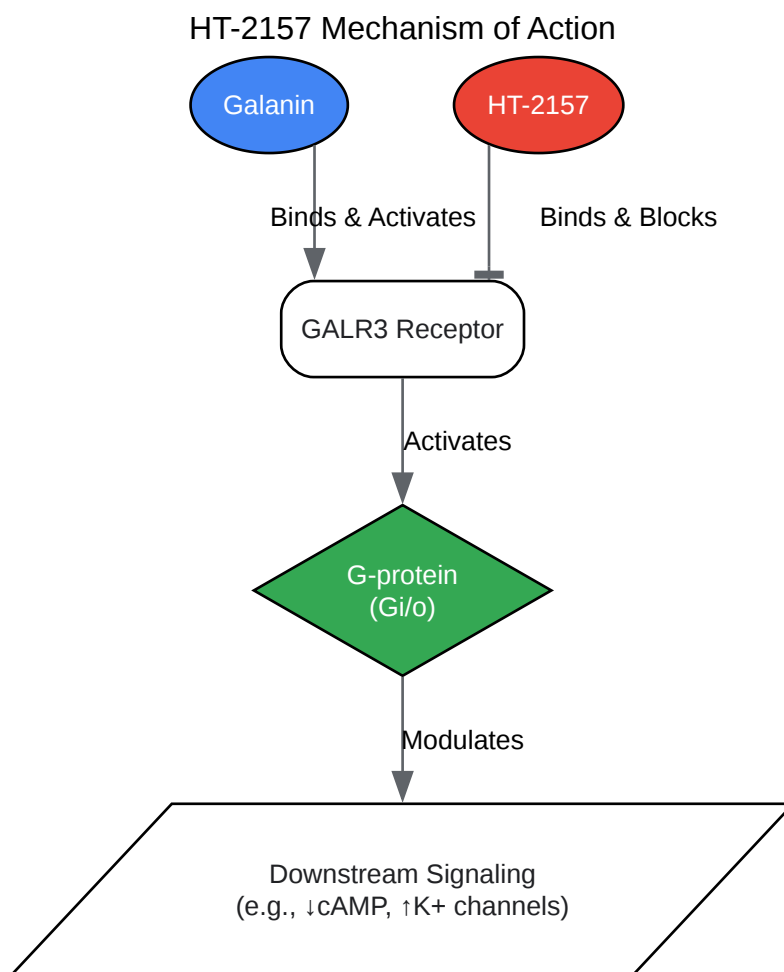 HT-2157 Mechanism of Action
Galanin
HT-2157
Binds & Activates
Binds & Blocks
GALR3 Receptor
Activates
G-protein
(Gi/o)
Modulates
Downstream Signaling
(e.g., ↓cAMP, ↑K+ channels)